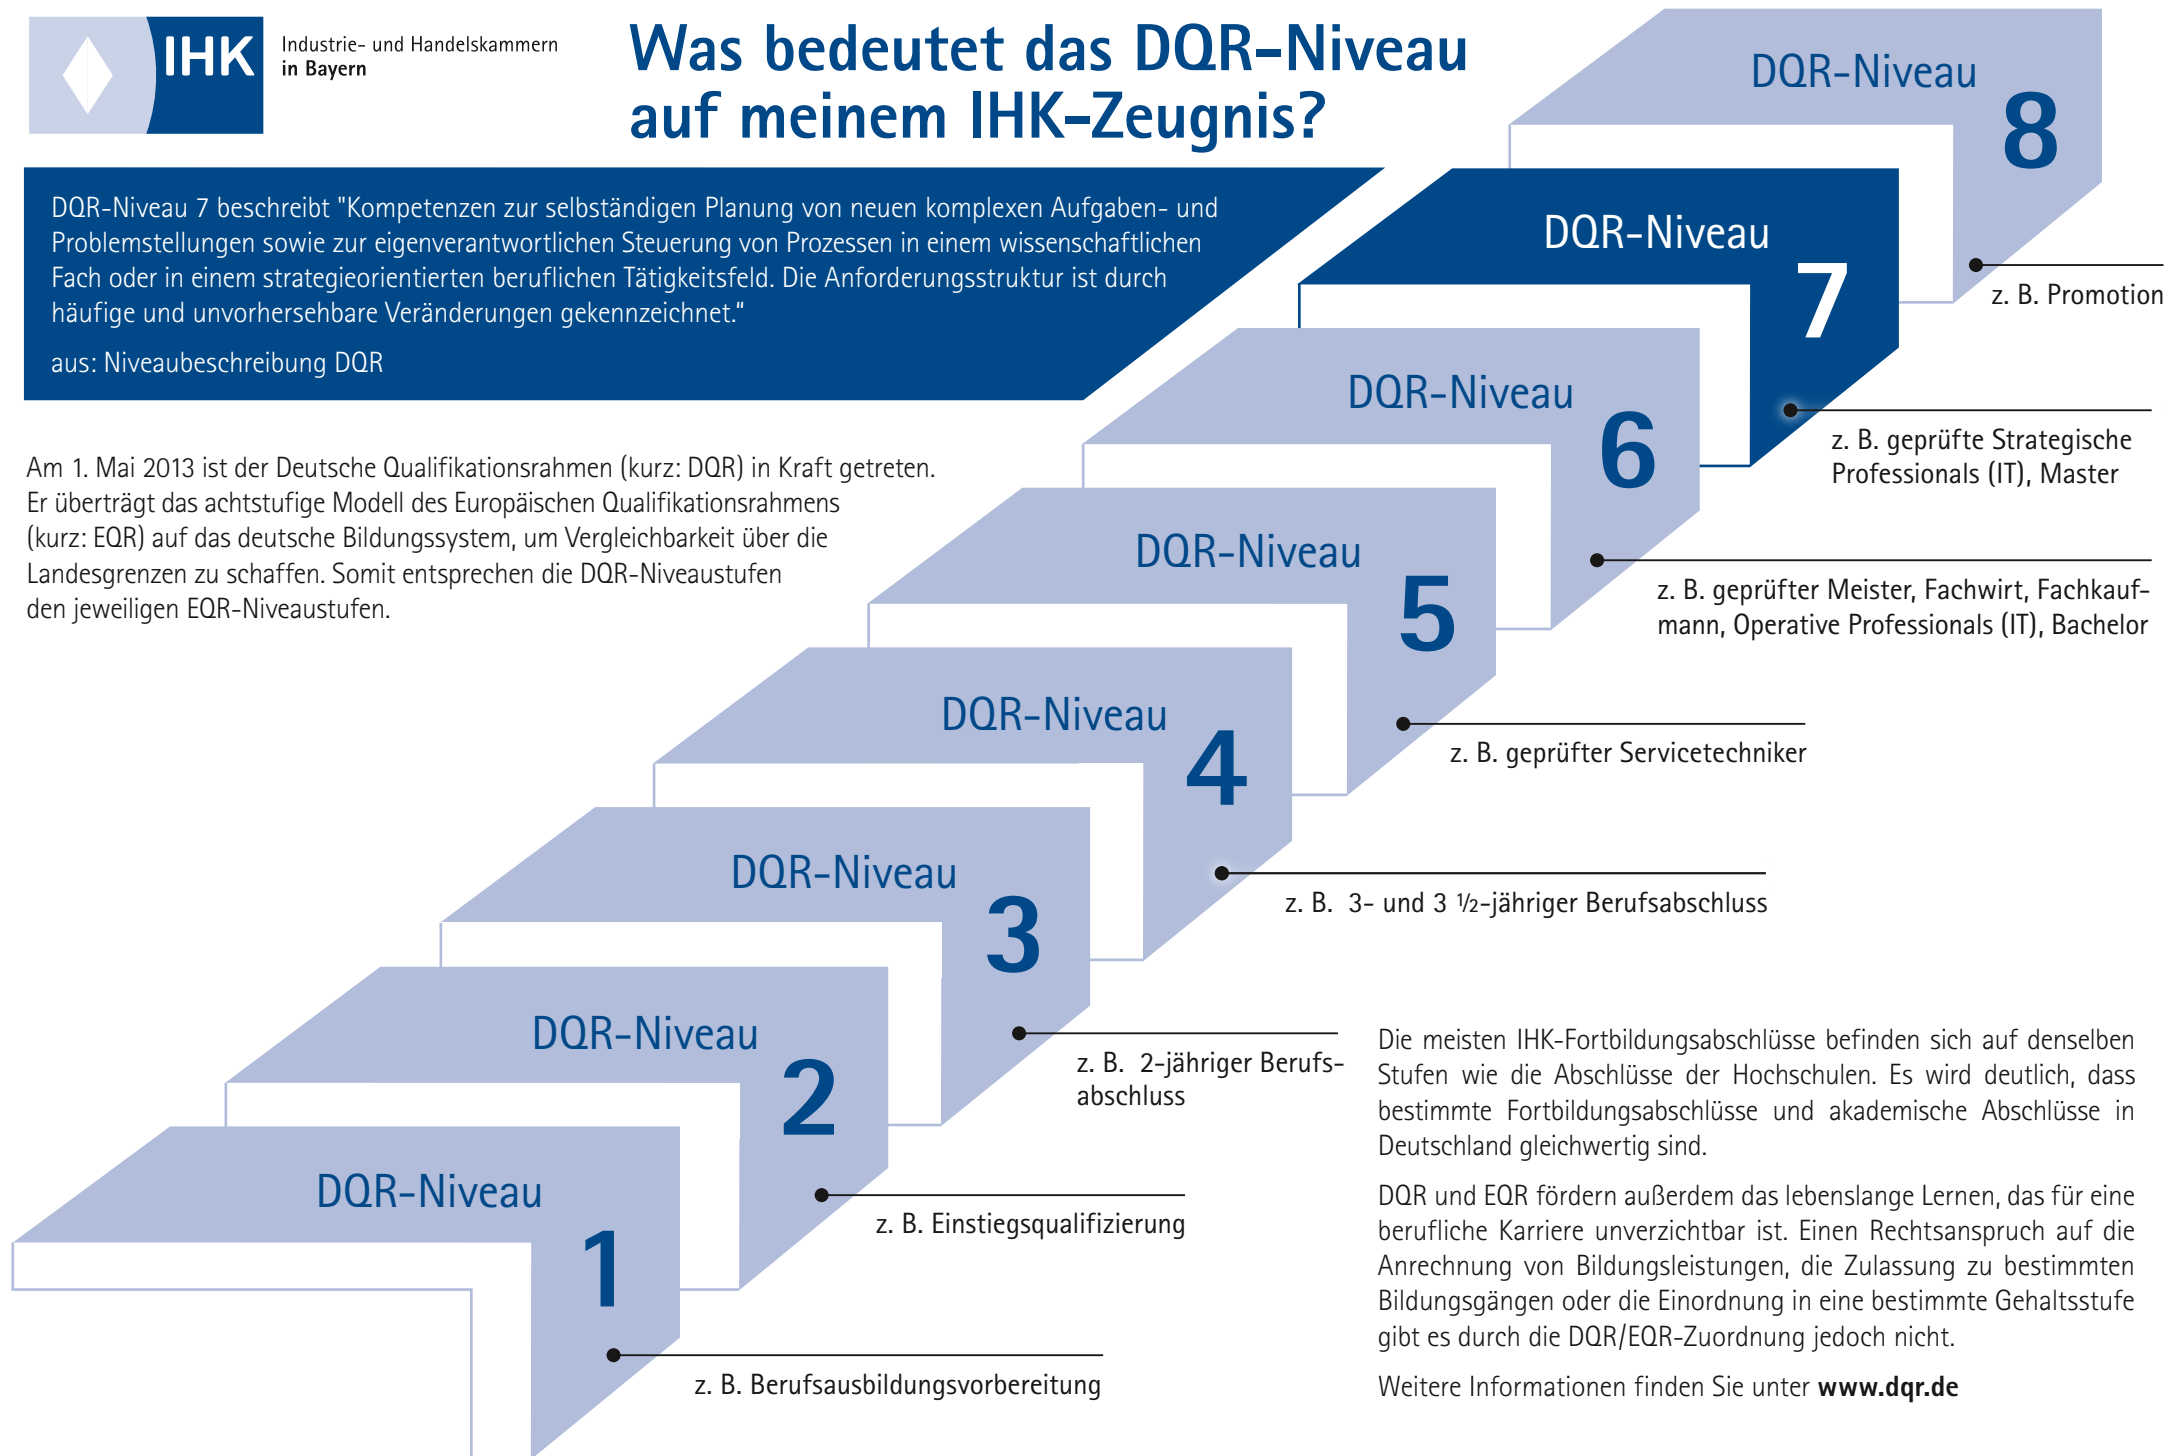 IHK
Industrie- und Handelskammern
in Bayern
Was bedeutet das DQR-Niveau
auf meinem IHK-Zeugnis?
DQR-Niveau 7 beschreibt "Kompetenzen zur selbständigen Planung von neuen komplexen Aufgaben- und
Problemstellungen sowie zur eigenverantwortlichen Steuerung von Prozessen in einem wissenschaftlichen
Fach oder in einem strategieorientierten beruflichen Tätigkeitsfeld. Die Anforderungsstruktur ist durch
häufige und unvorhersehbare Veränderungen gekennzeichnet."
aus: Niveaubeschreibung DQR
Am 1. Mai 2013 ist der Deutsche Qualifikationsrahmen (kurz: DQR) in Kraft getreten.
Er überträgt das achtstufige Modell des Europäischen Qualifikationsrahmens
(kurz: EQR) auf das deutsche Bildungssystem, um Vergleichbarkeit über die
Landesgrenzen zu schaffen. Somit entsprechen die DQR-Niveaustufen
den jeweiligen EQR-Niveaustufen.
DQR-Niveau
8
z. B. Promotion
DQR-Niveau
7
z. B. geprüfte Strategische
Professionals (IT), Master
DQR-Niveau
6
z. B. geprüfter Meister, Fachwirt, Fachkauf-
mann, Operative Professionals (IT), Bachelor
DQR-Niveau
5
z. B. geprüfter Servicetechniker
DQR-Niveau
4
z. B. 3- und 3 ½-jähriger Berufsabschluss
DQR-Niveau
3
z. B. 2-jähriger Berufs-
abschluss
DQR-Niveau
2
z. B. Einstiegsqualifizierung
DQR-Niveau
1
z. B. Berufsausbildungsvorbereitung
Die meisten IHK-Fortbildungsabschlüsse befinden sich auf denselben
Stufen wie die Abschlüsse der Hochschulen. Es wird deutlich, dass
bestimmte Fortbildungsabschlüsse und akademische Abschlüsse in
Deutschland gleichwertig sind.
DQR und EQR fördern außerdem das lebenslange Lernen, das für eine
berufliche Karriere unverzichtbar ist. Einen Rechtsanspruch auf die
Anrechnung von Bildungsleistungen, die Zulassung zu bestimmten
Bildungsgängen oder die Einordnung in eine bestimmte Gehaltsstufe
gibt es durch die DQR/EQR-Zuordnung jedoch nicht.
Weitere Informationen finden Sie unter www.dqr.de